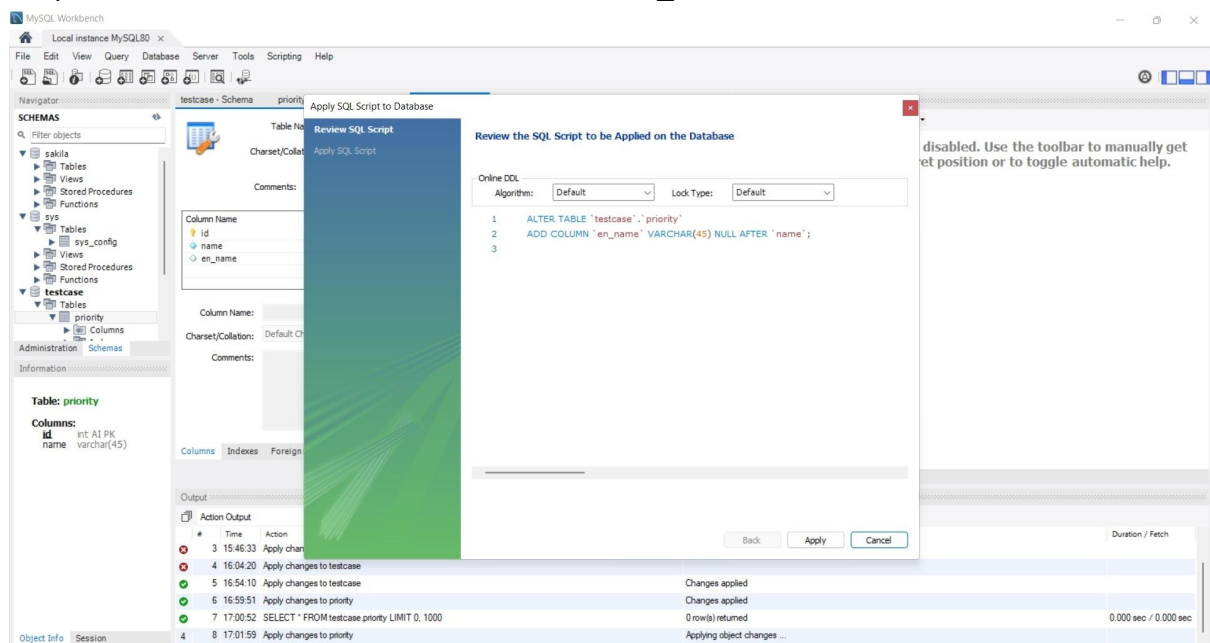 MySQL Workbench
Local instance MySQL80
File Edit View Query Database Server Tools Scripting Help
Navigator
SCHEMAS
Filter objects
sakila
Tables
Views
Stored Procedures
Functions
sys
Tables
sys_config
Views
Stored Procedures
Functions
testcase
Tables
priority
Columns
Administration Schemas
Information
Table: priority
Columns:
id int AI PK
name varchar(45)
Object Info Session
testcase - Schema priority
Table Na
Charset/Collat
Comments:
Column Name
id
name
en_name
Column Name:
Charset/Collation: Default Ch
Comments:
Columns Indexes Foreign
Apply SQL Script to Database
Review SQL Script
Apply SQL Script
Review the SQL Script to be Applied on the Database
Online DDL
Algorithm: Default Lock Type: Default
1 ALTER TABLE `testcase`.`priority`
2 ADD COLUMN `en_name` VARCHAR(45) NULL AFTER `name`;
3
Back Apply Cancel
disabled. Use the toolbar to manually get
ret position or to toggle automatic help.
Output
Action Output
# Time Action Duration / Fetch
3 15:46:33 Apply chan
4 16:04:20 Apply changes to testcase
5 16:54:10 Apply changes to testcase Changes applied
6 16:59:51 Apply changes to priority Changes applied
7 17:00:52 SELECT * FROM testcase.priority LIMIT 0, 1000 0 row(s) returned 0.000 sec / 0.000 sec
4 8 17:01:59 Apply changes to priority Applying object changes ...